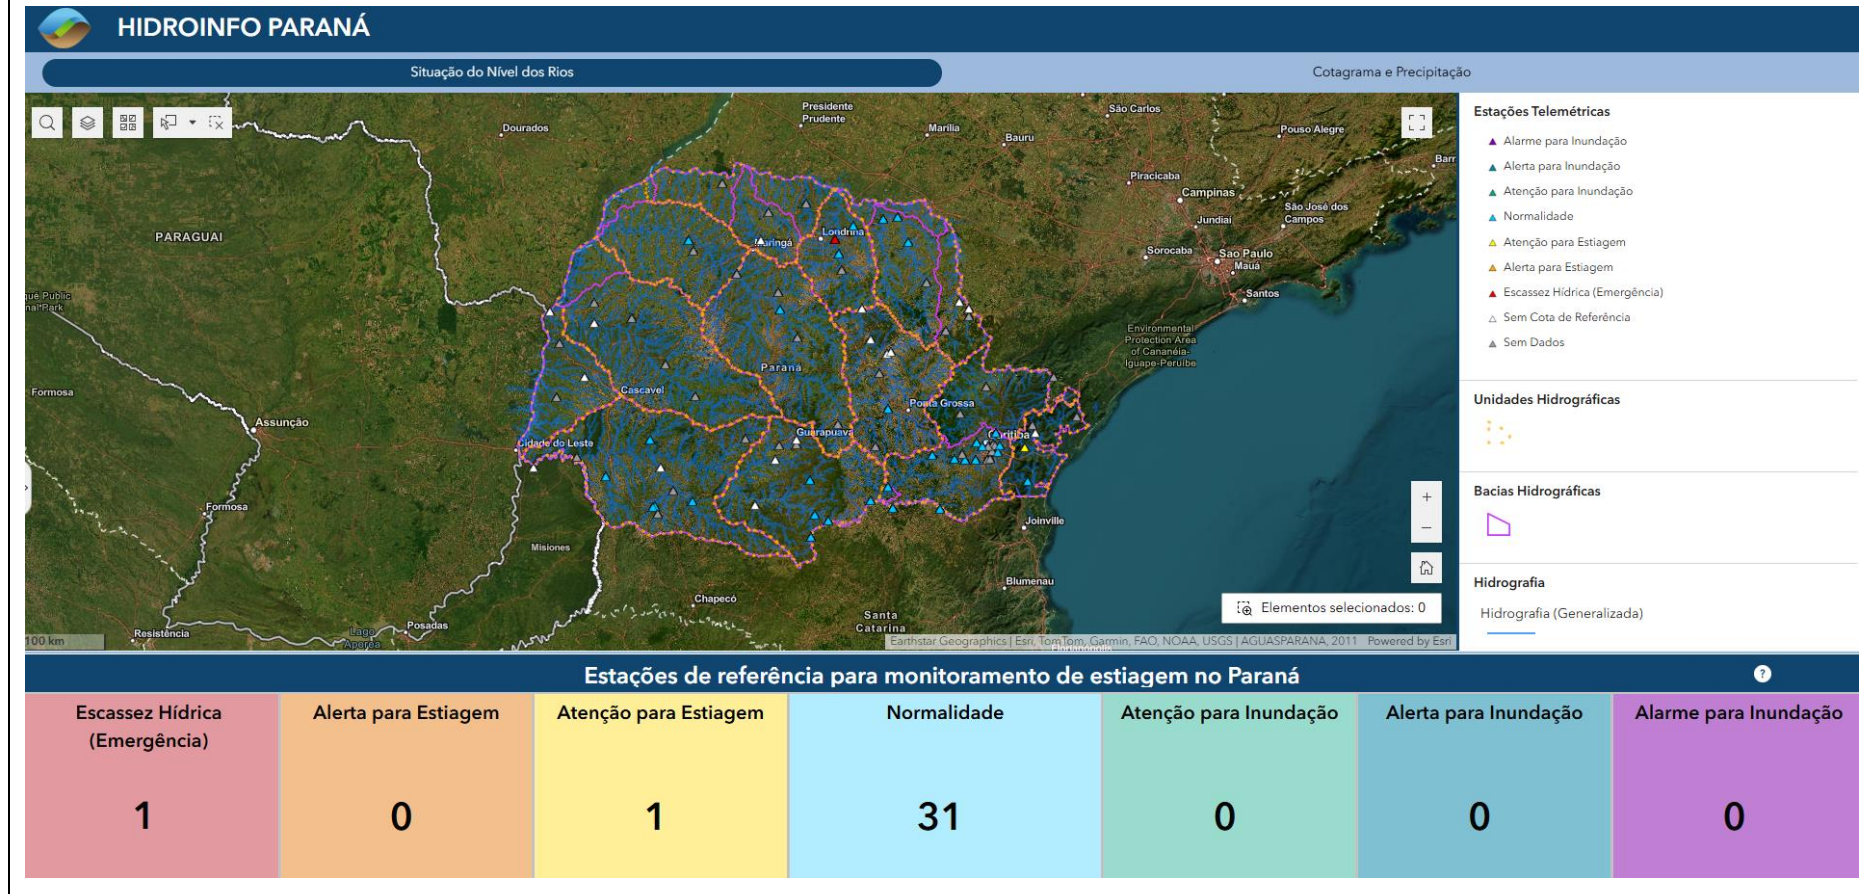 HIDROINFO PARANÁ
Situação do Nível dos Rios
Cotagrama e Precipitação
Presidente
Prudente
São Carlos
Dourados
Marília
Bauru
Pouso Alegre
Barr
Piracicaba
Campinas
São José dos
Campos
Jundiaí
PARAGUAI
Maringá
Londrina
Sorocaba
São Paulo
Mauá
Santos
Environmental
Protection Area
of Cananéia-
Iguape-Peruíbe
Paraná
Formosa
Cascavel
Ponta Grossa
Assunção
Cidade do Leste
Guarapuava
Curitiba
Formosa
Joinville
Misiones
Blumenau
Chapecó
Santa
Catarina
Posadas
Resistência
Lago
100 km
Elementos selecionados: 0
Earthstar Geographics | Esri, TomTom, Garmin, FAO, NOAA, USGS | AGUASPARANA, 2011 Powered by Esri
Estações Telemétricas
Alarme para Inundação
Alerta para Inundação
Atenção para Inundação
Normalidade
Atenção para Estiagem
Alerta para Estiagem
Escassez Hídrica (Emergência)
Sem Cota de Referência
Sem Dados
Unidades Hidrográficas
Bacias Hidrográficas
Hidrografia
Hidrografia (Generalizada)
Estações de referência para monitoramento de estiagem no Paraná
?
Escassez Hídrica
(Emergência)
1
Alerta para Estiagem
0
Atenção para Estiagem
1
Normalidade
31
Atenção para Inundação
0
Alerta para Inundação
0
Alarme para Inundação
0